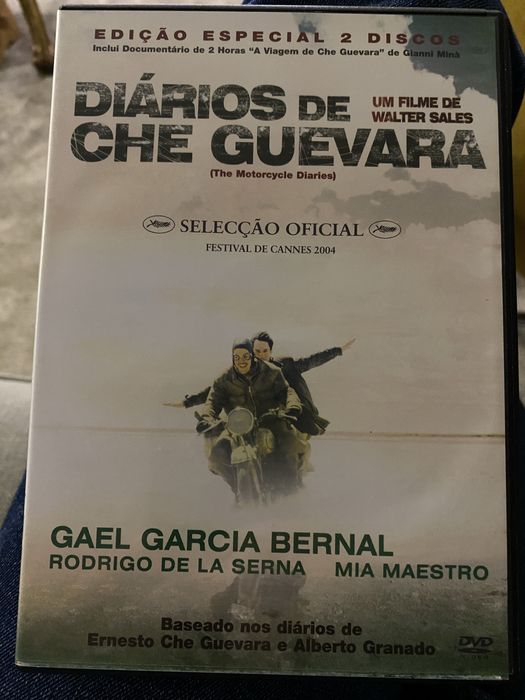 EDIÇÃO ESPECIAL 2 DISCOS
Inclui Documentário de 2 Horas "A Viagem de Che Guevara" de Gianni Minà
DIÁRIOS DE
CHE GUEVARA
UM FILME DE
WALTER SALES
(The Motorcycle Diaries)
SELECÇÃO OFICIAL
FESTIVAL DE CANNES 2004
GAEL GARCIA BERNAL
RODRIGO DE LA SERNA MIA MAESTRO
Baseado nos diários de
Ernesto Che Guevara e Alberto Granado
DVD